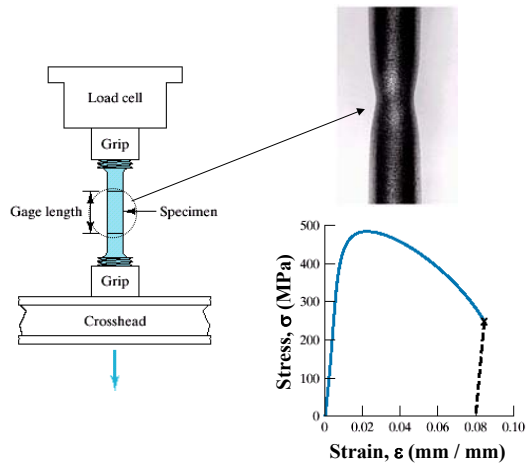 Load cell
Grip
Gage length
Specimen
Grip
Crosshead
500
400
300
200
100
0
Stress, σ (MPa)
0 0.02 0.04 0.06 0.08 0.10
Strain, ε (mm / mm)